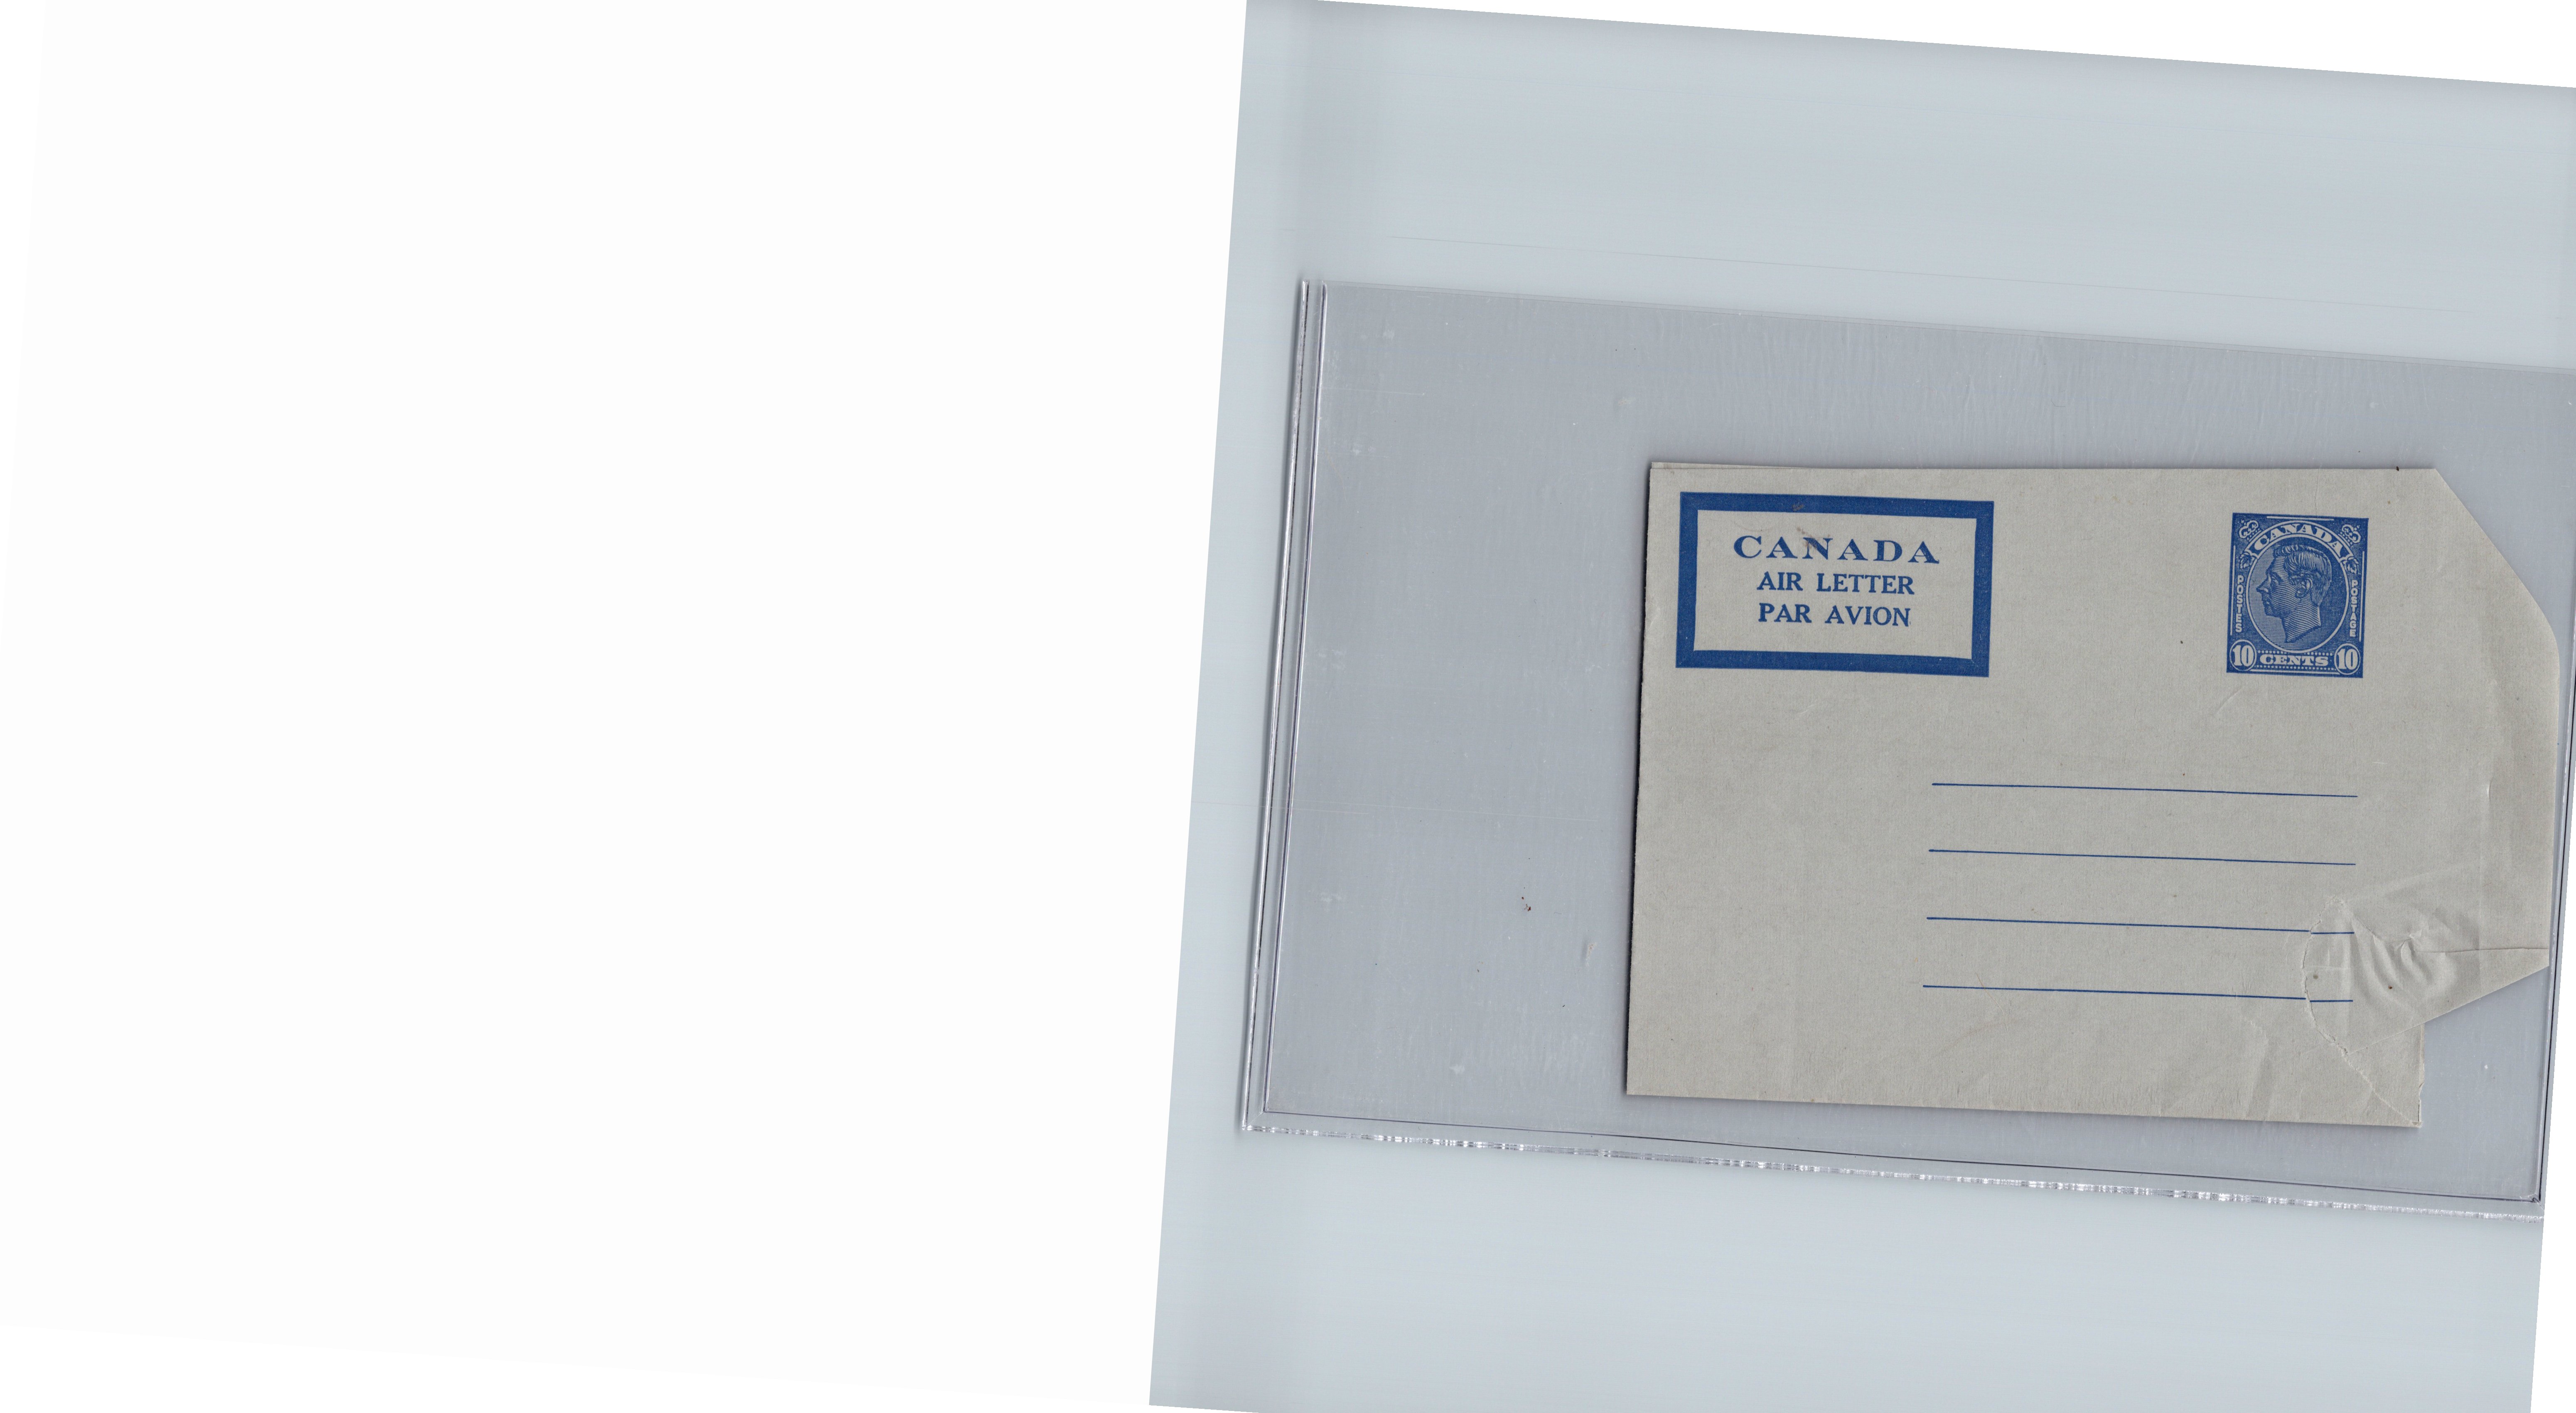 CANADA
AIR LETTER
PAR AVION
CANADA
POSTES
POSTAGE
10 CENTS 10